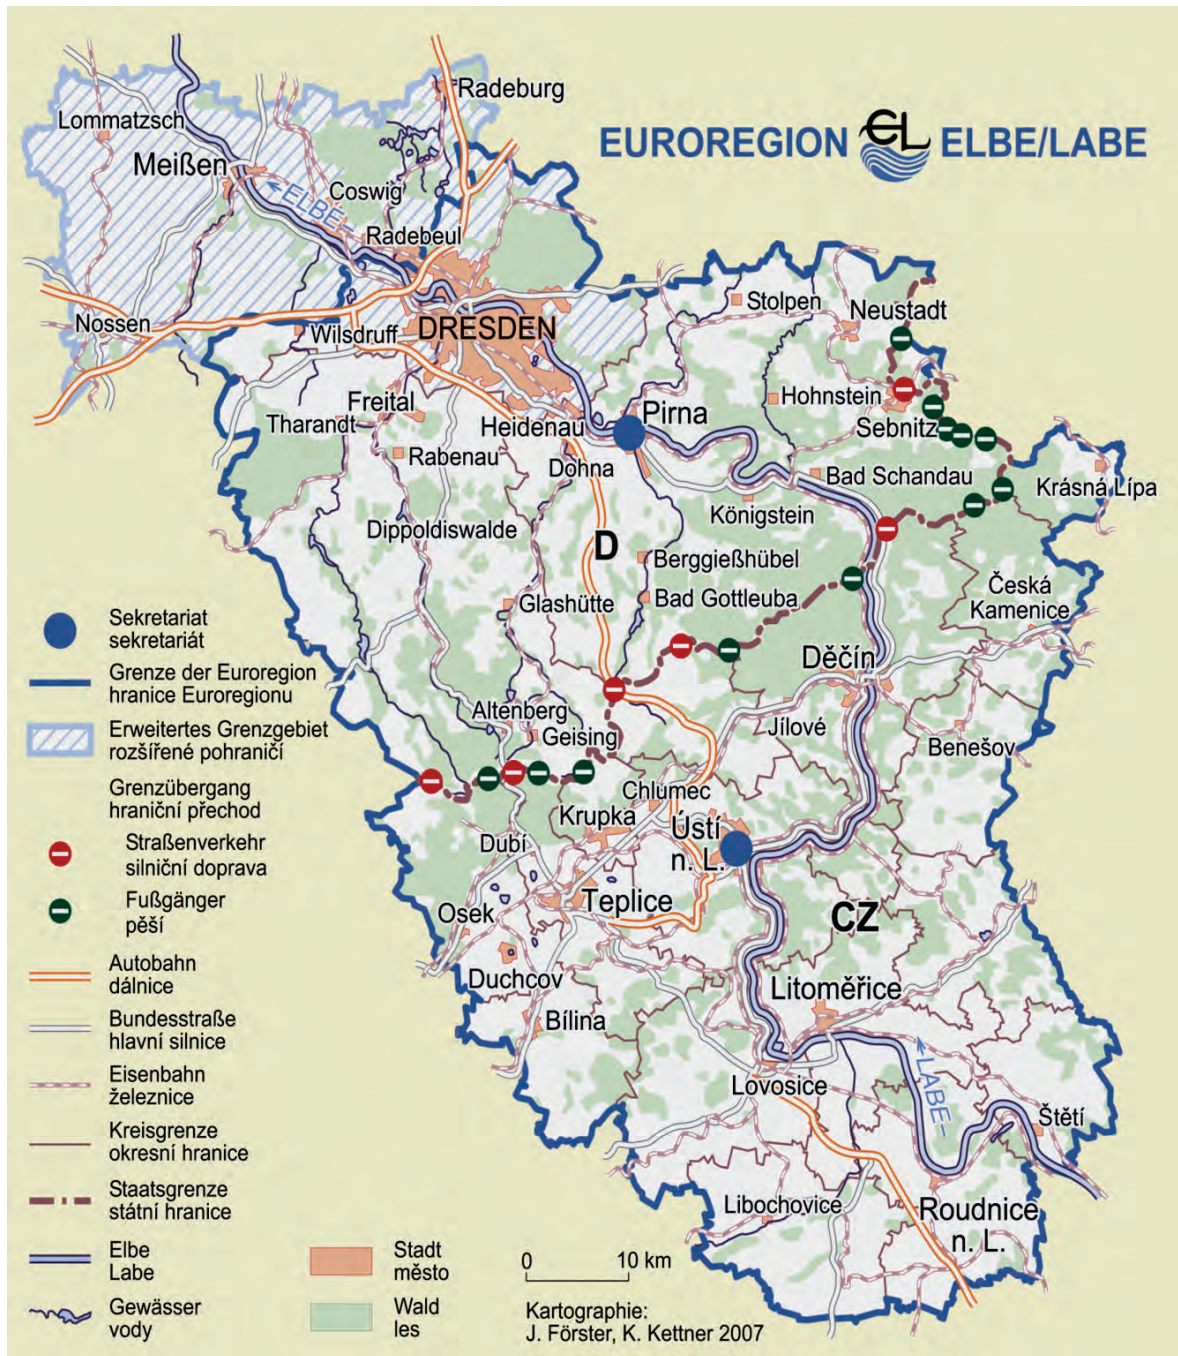 EUROREGION EL ELBE/LABE
Radeburg
Lommatzsch
Meißen
Coswig
ELBE
Radebeul
Stolpen
Neustadt
Nossen
Wilsdruff
DRESDEN
Hohnstein
Freital
Tharandt
Heidenau
Pirna
Sebnitz
Rabenau
Dohna
Bad Schandau
Krásná Lípa
Königstein
Dippoldiswalde
D
Berggießhübel
Glashütte
Bad Gottleuba
Česká
Kamenice
Děčín
Altenberg
Geising
Jílové
Benešov
Chlumec
Krupka
Ústí
n. L.
Dubí
Teplice
Osek
CZ
Duchcov
Litoměřice
Bílina
Lovosice
LABE
Štětí
Libochovice
Roudnice
n. L.
Sekretariat
sekretariát
Grenze der Euroregion
hranice Euroregionu
Erweitertes Grenzgebiet
rozšířené pohraničí
Grenzübergang
hraniční přechod
Straßenverkehr
silniční doprava
Fußgänger
pěší
Autobahn
dálnice
Bundesstraße
hlavní silnice
Eisenbahn
železnice
Kreisgrenze
okresní hranice
Staatsgrenze
státní hranice
Elbe
Labe
Gewässer
vody
Stadt
město
Wald
les
0 10 km
Kartographie:
J. Förster, K. Kettner 2007